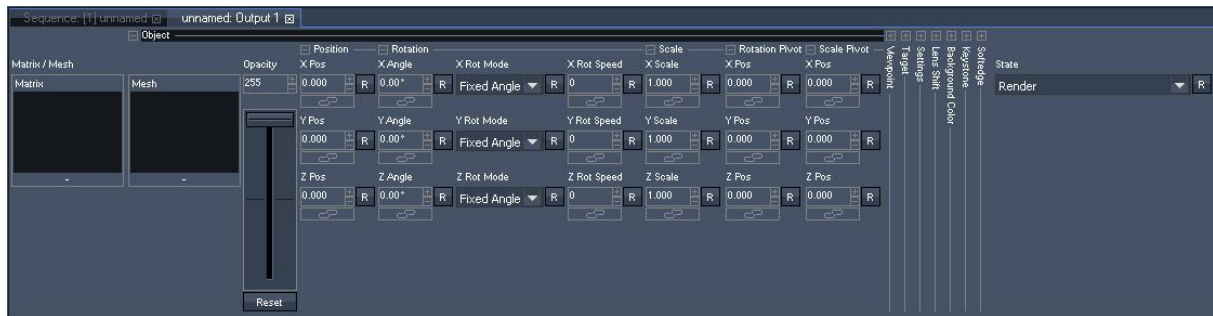 Sequence: [1] unnamed unnamed: Output 1
Object
Position Rotation Scale Rotation Pivot Scale Pivot
Matrix / Mesh Opacity X Pos X Angle X Rot Mode X Rot Speed X Scale X Pos X Pos State
Matrix Mesh 255 0.000 R 0.00° R Fixed Angle R 0 R 1.000 R 0.000 R 0.000 R Render R
Y Pos Y Angle Y Rot Mode Y Rot Speed Y Scale Y Pos Y Pos
0.000 R 0.00° R Fixed Angle R 0 R 1.000 R 0.000 R 0.000 R
- -
Z Pos Z Angle Z Rot Mode Z Rot Speed Z Scale Z Pos Z Pos
0.000 R 0.00° R Fixed Angle R 0 R 1.000 R 0.000 R 0.000 R
Reset
Viewpoint
Target
Settings
Lens Shift
Background Color
Keystone
Softedge